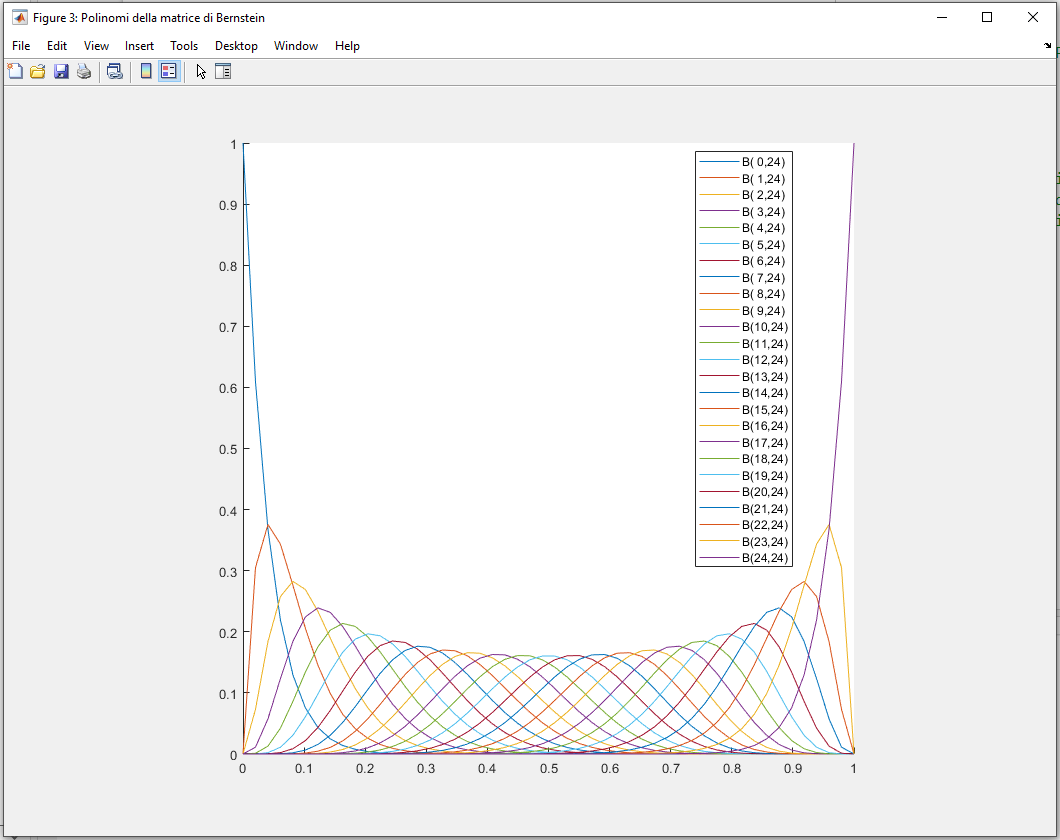 Figure 3: Polinomi della matrice di Bernstein
File Edit View Insert Tools Desktop Window Help
1
0.9
0.8
0.7
0.6
0.5
0.4
0.3
0.2
0.1
0
0 0.1 0.2 0.3 0.4 0.5 0.6 0.7 0.8 0.9 1
B( 0,24)
B( 1,24)
B( 2,24)
B( 3,24)
B( 4,24)
B( 5,24)
B( 6,24)
B( 7,24)
B( 8,24)
B( 9,24)
B(10,24)
B(11,24)
B(12,24)
B(13,24)
B(14,24)
B(15,24)
B(16,24)
B(17,24)
B(18,24)
B(19,24)
B(20,24)
B(21,24)
B(22,24)
B(23,24)
B(24,24)